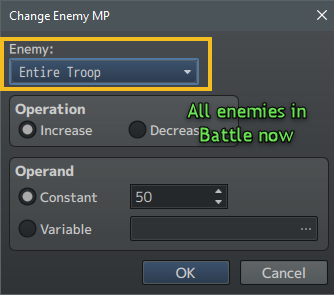 Change Enemy MP
Enemy:
Entire Troop
Operation
Increase
Decrease
All enemies in
Battle now
Operand
Constant
50
Variable
...
OK
Cancel